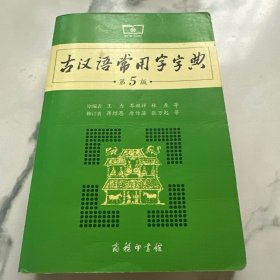 古汉语常用字字典
第5版
原编者 王力 岑麒祥 林焘 等
修订者 蒋绍愚 唐作藩 张万起 等
商务印书馆